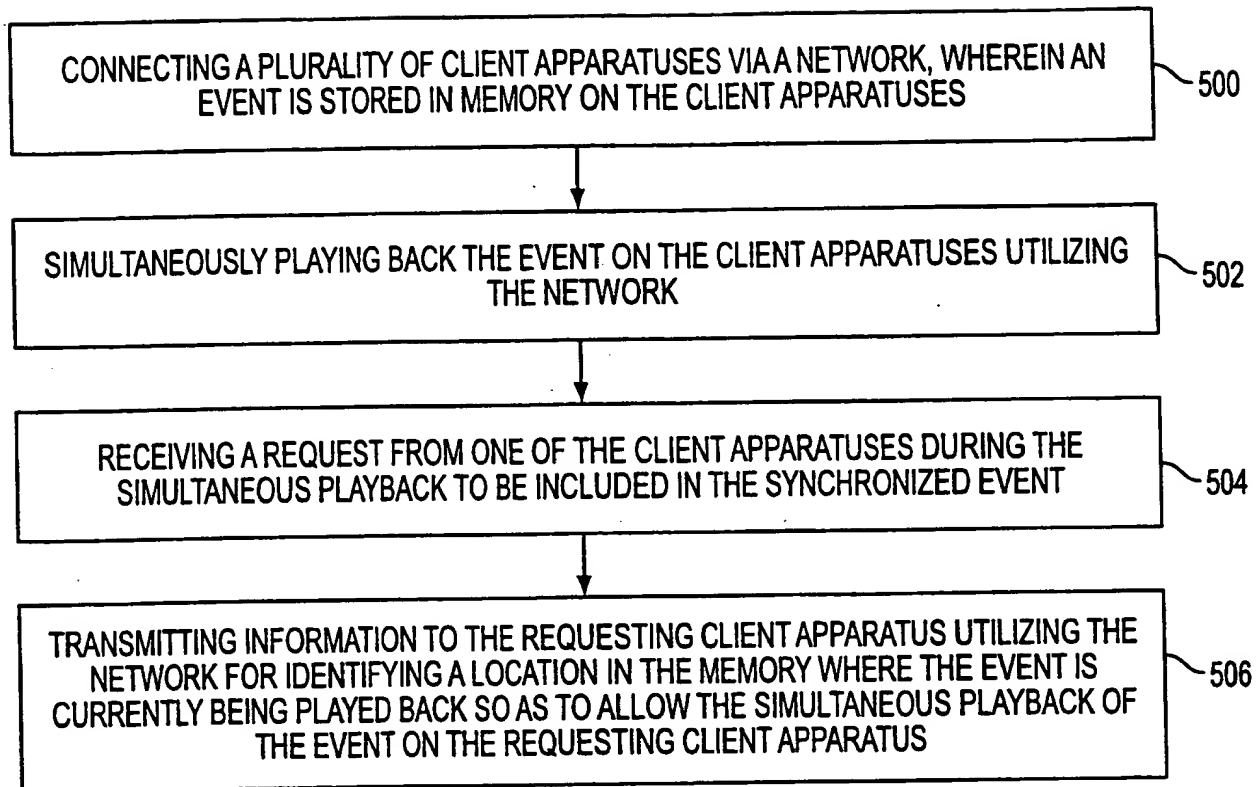 CONNECTING A PLURALITY OF CLIENT APPARATUSES VIA A NETWORK, WHEREIN AN
EVENT IS STORED IN MEMORY ON THE CLIENT APPARATUSES
500
SIMULTANEOUSLY PLAYING BACK THE EVENT ON THE CLIENT APPARATUSES UTILIZING
THE NETWORK
502
RECEIVING A REQUEST FROM ONE OF THE CLIENT APPARATUSES DURING THE
SIMULTANEOUS PLAYBACK TO BE INCLUDED IN THE SYNCHRONIZED EVENT
504
TRANSMITTING INFORMATION TO THE REQUESTING CLIENT APPARATUS UTILIZING THE
NETWORK FOR IDENTIFYING A LOCATION IN THE MEMORY WHERE THE EVENT IS
CURRENTLY BEING PLAYED BACK SO AS TO ALLOW THE SIMULTANEOUS PLAYBACK OF
THE EVENT ON THE REQUESTING CLIENT APPARATUS
506